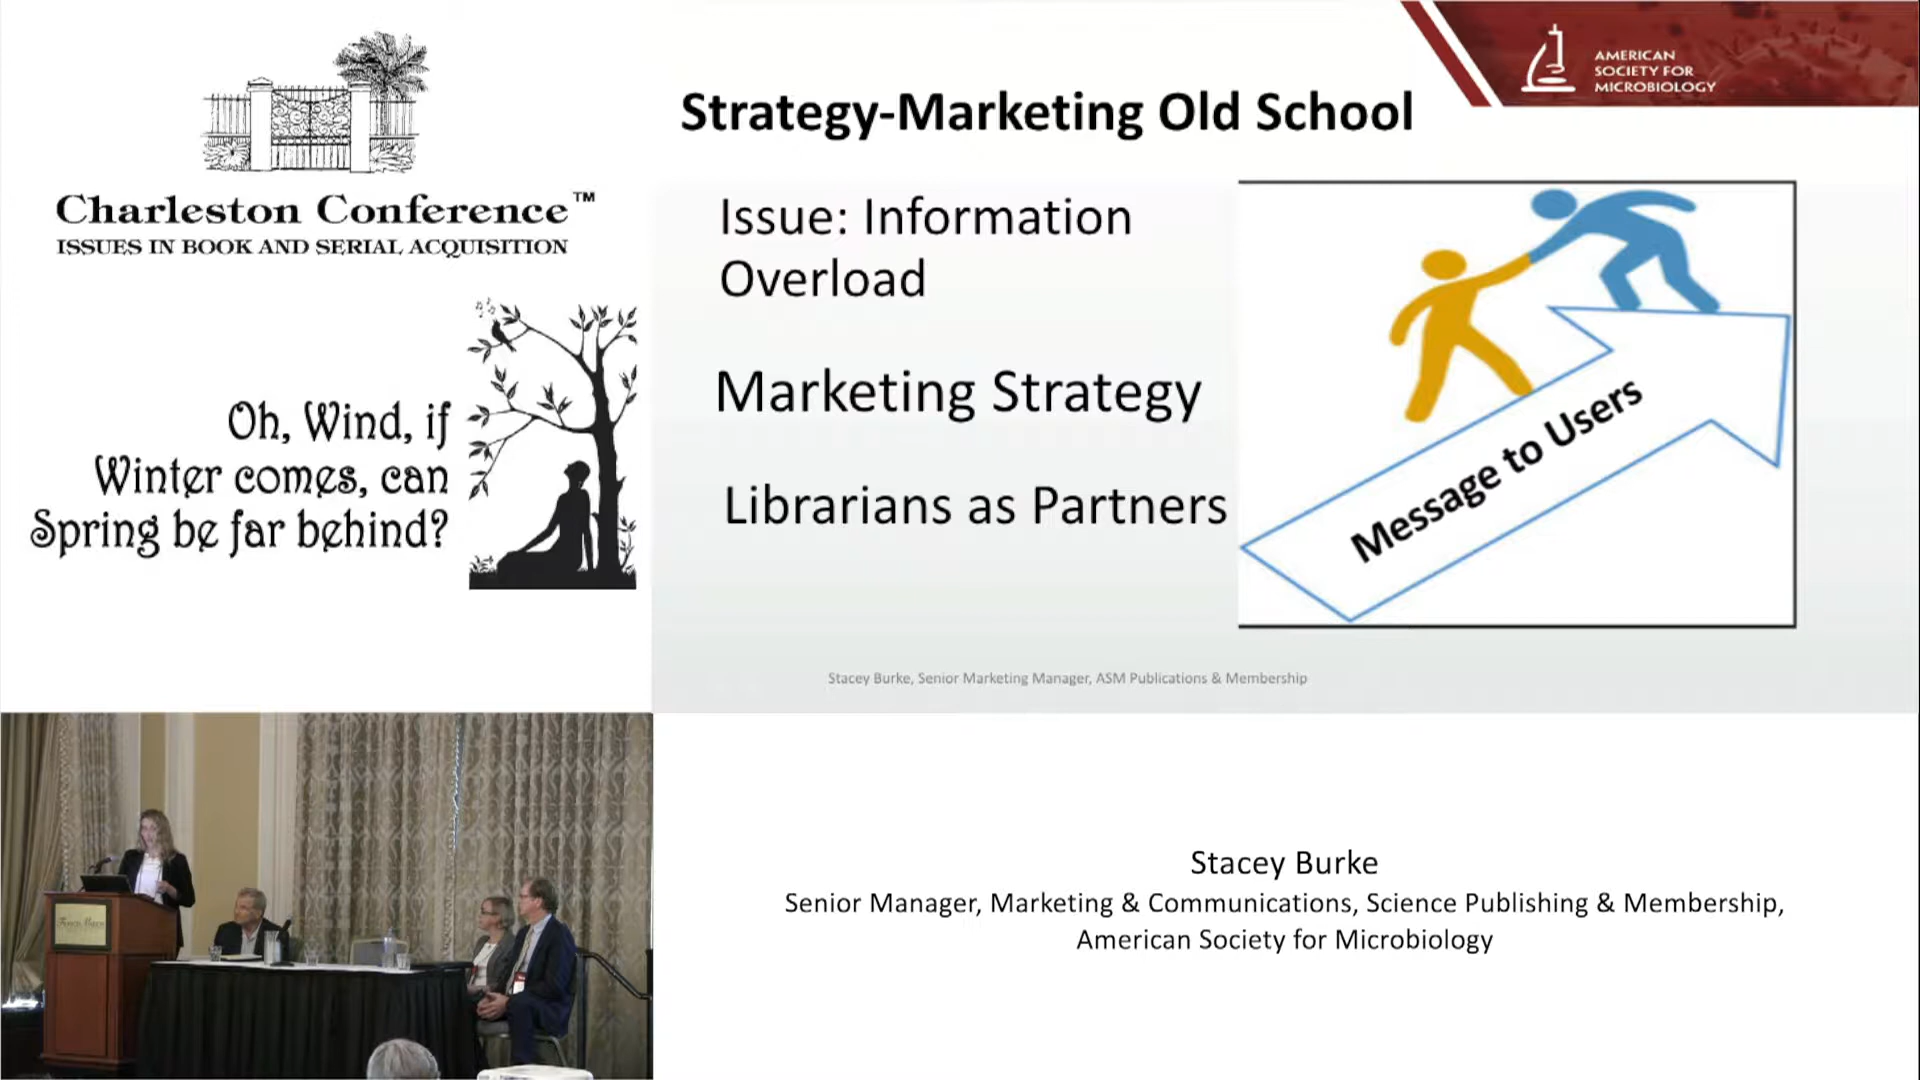 Charleston Conference™
ISSUES IN BOOK AND SERIAL ACQUISITION
Oh, Wind, if
Winter comes, can
Spring be far behind?
AMERICAN
SOCIETY FOR
MICROBIOLOGY
Strategy-Marketing Old School
Issue: Information
Overload
Marketing Strategy
Librarians as Partners
Message to Users
Stacey Burke, Senior Marketing Manager, ASM Publications & Membership
Francis Marion
Stacey Burke
Senior Manager, Marketing & Communications, Science Publishing & Membership,
American Society for Microbiology